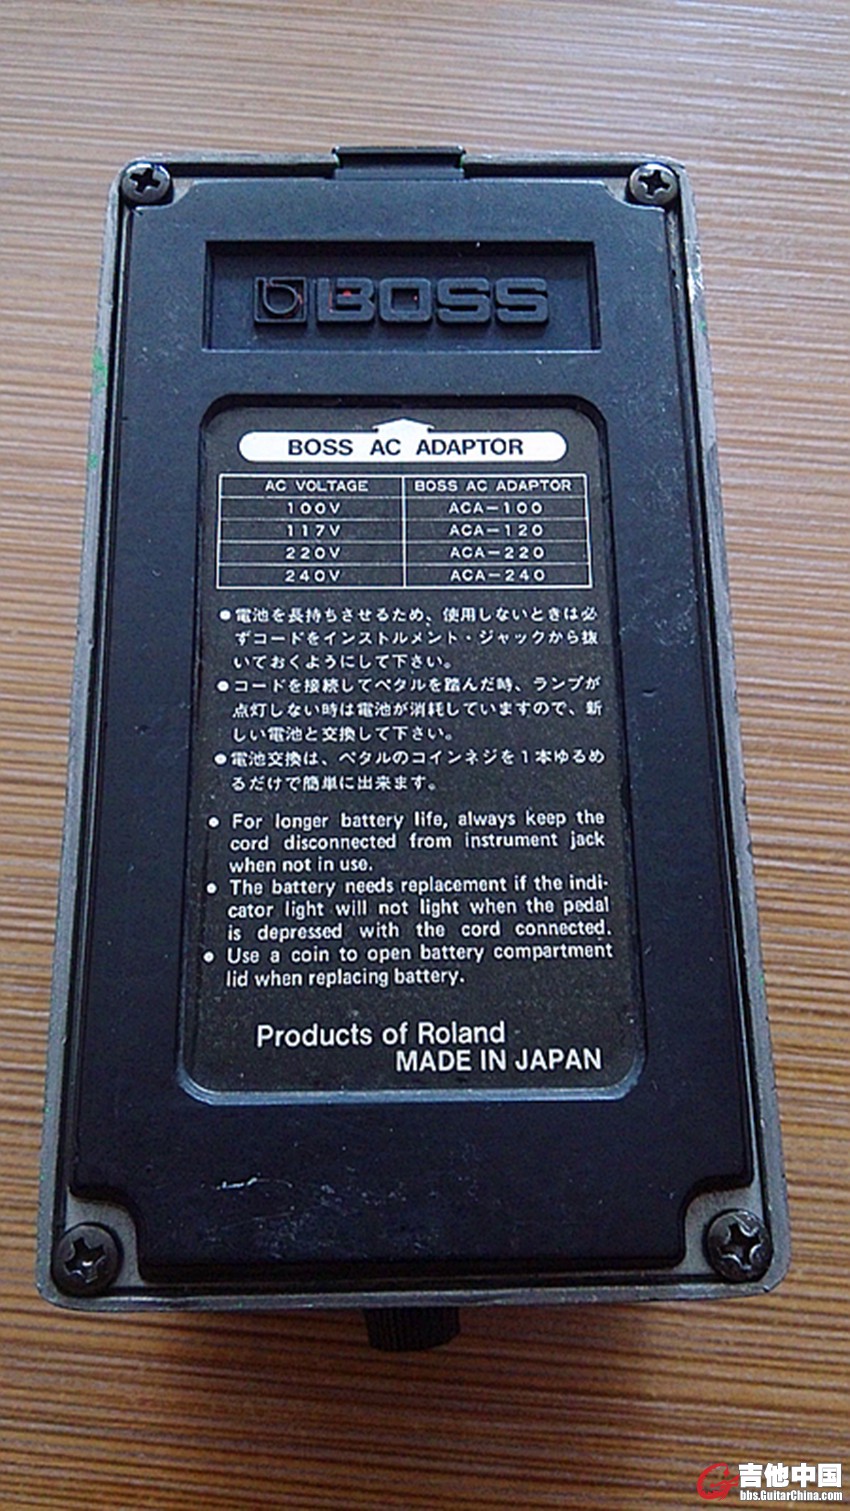 BOSS
BOSS AC ADAPTOR
AC VOLTAGE BOSS AC ADAPTOR
100V ACA-100
117V ACA-120
220V ACA-220
240V ACA-240
●電池を長持ちさせるため、使用しないときは必
ずコードをインストルメント・ジャックから抜
いておくようにして下さい。
●コードを接続してペタルを踏んだ時、ランプが
点灯しない時は電池が消耗していますので、新
しい電池と交換して下さい。
●電池交換は、ペタルのコインネジを1本ゆるめ
るだけで簡単に出来ます。
● For longer battery life, always keep the
cord disconnected from instrument jack
when not in use.
● The battery needs replacement if the indi-
cator light will not light when the pedal
is depressed with the cord connected.
● Use a coin to open battery compartment
lid when replacing battery.
Products of Roland
MADE IN JAPAN
吉他中国
bbs.GuitarChina.com